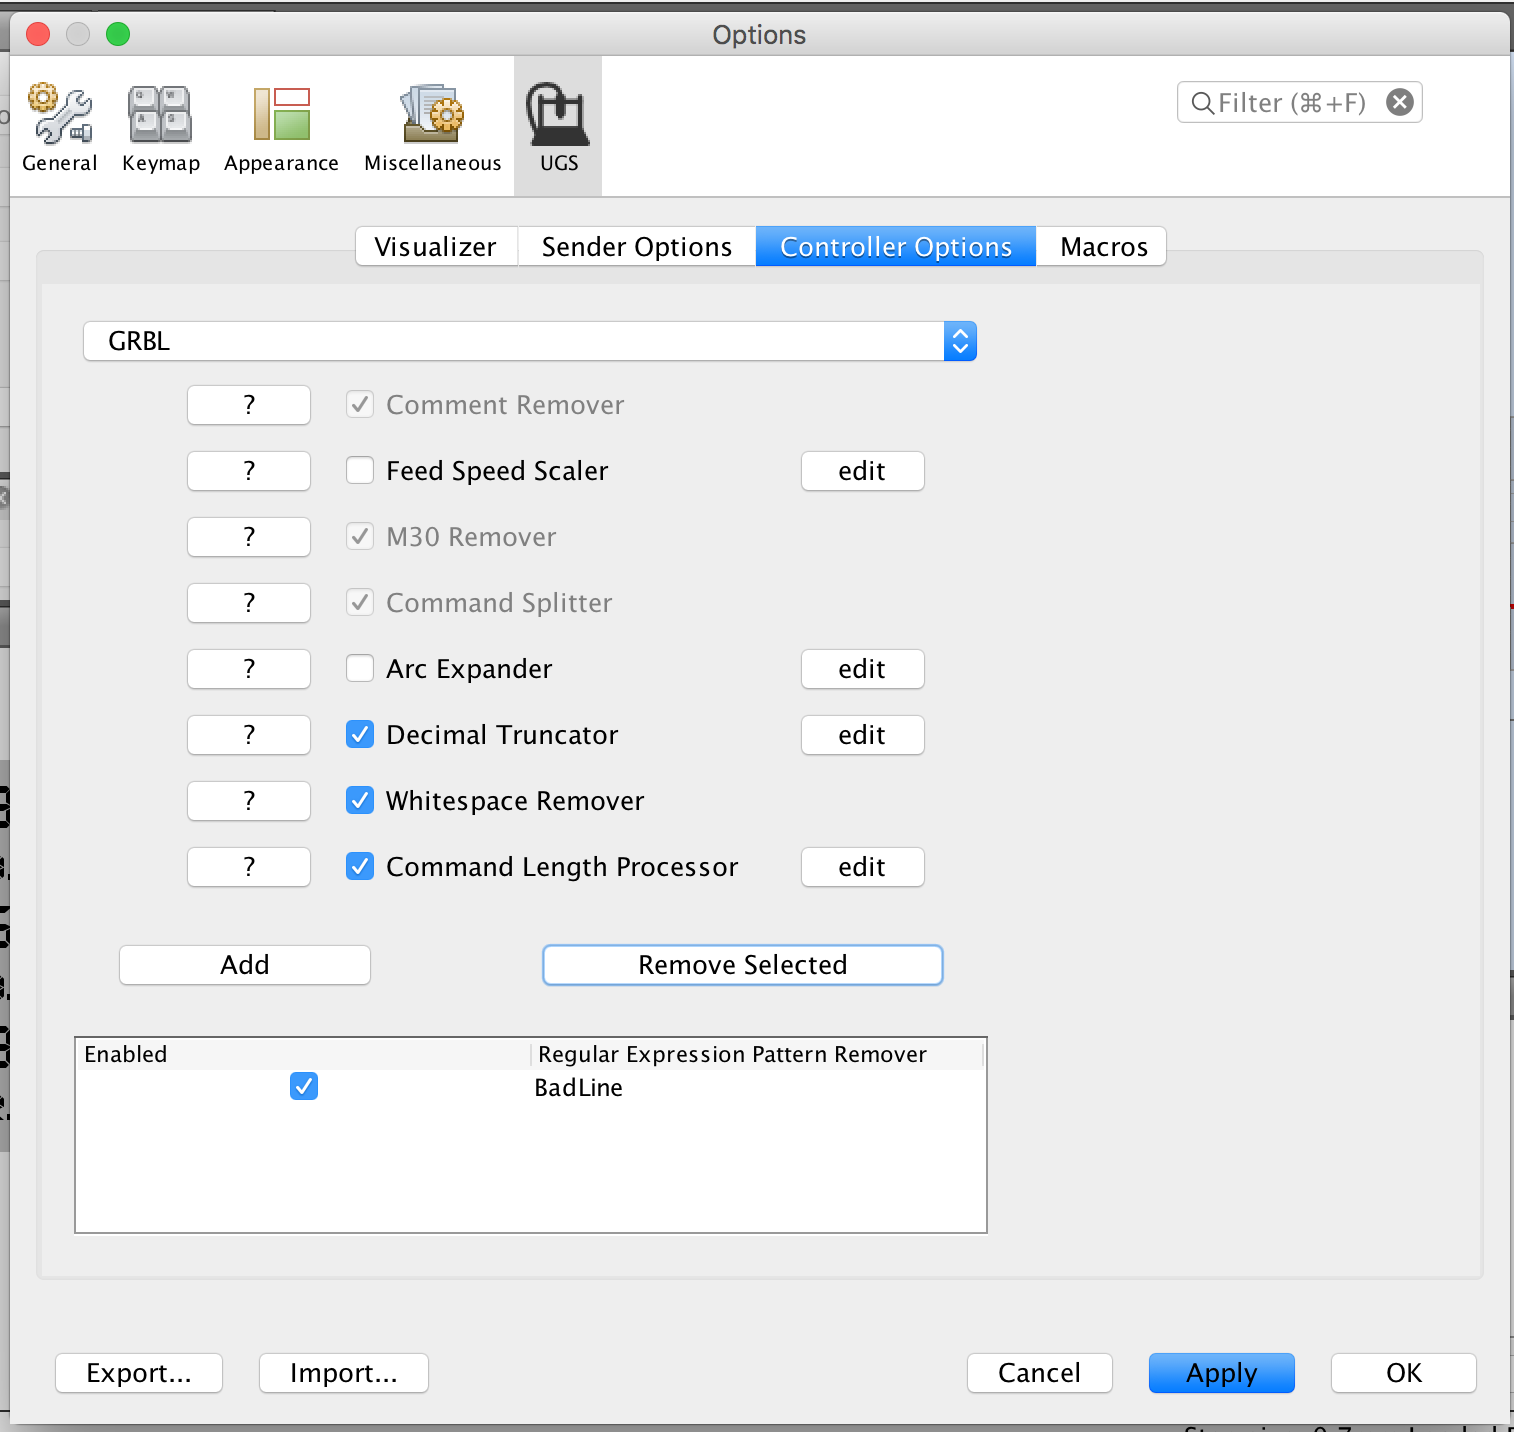 Options
General
Keymap
Appearance
Miscellaneous
UGS
Filter (⌘+F)
Visualizer
Sender Options
Controller Options
Macros
GRBL
? Comment Remover
? Feed Speed Scaler edit
? M30 Remover
? Command Splitter
? Arc Expander edit
? Decimal Truncator edit
? Whitespace Remover
? Command Length Processor edit
Add
Remove Selected
Enabled Regular Expression Pattern Remover
BadLine
Export...
Import...
Cancel
Apply
OK